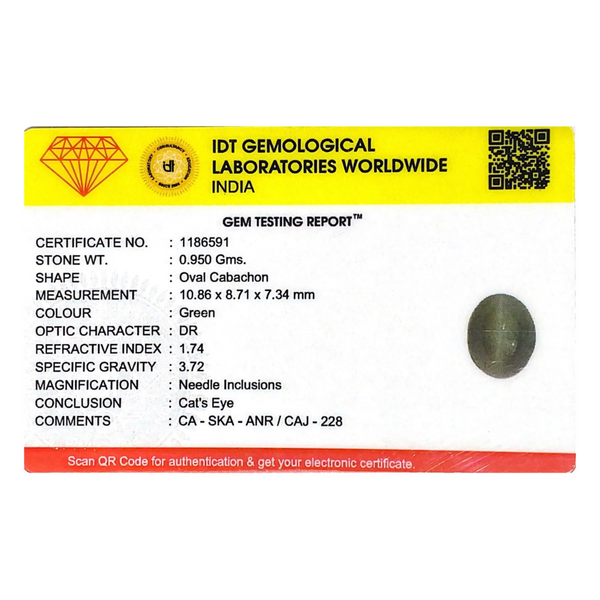 IDT GEMOLOGICAL
LABORATORIES WORLDWIDE
INDIA
GEM TESTING REPORT™
CERTIFICATE NO. : 1186591
STONE WT. : 0.950 Gms.
SHAPE : Oval Cabachon
MEASUREMENT : 10.86 x 8.71 x 7.34 mm
COLOUR : Green
OPTIC CHARACTER : DR
REFRACTIVE INDEX : 1.74
SPECIFIC GRAVITY : 3.72
MAGNIFICATION : Needle Inclusions
CONCLUSION : Cat's Eye
COMMENTS : CA - SKA - ANR / CAJ - 228
Scan QR Code for authentication & get your electronic certificate.